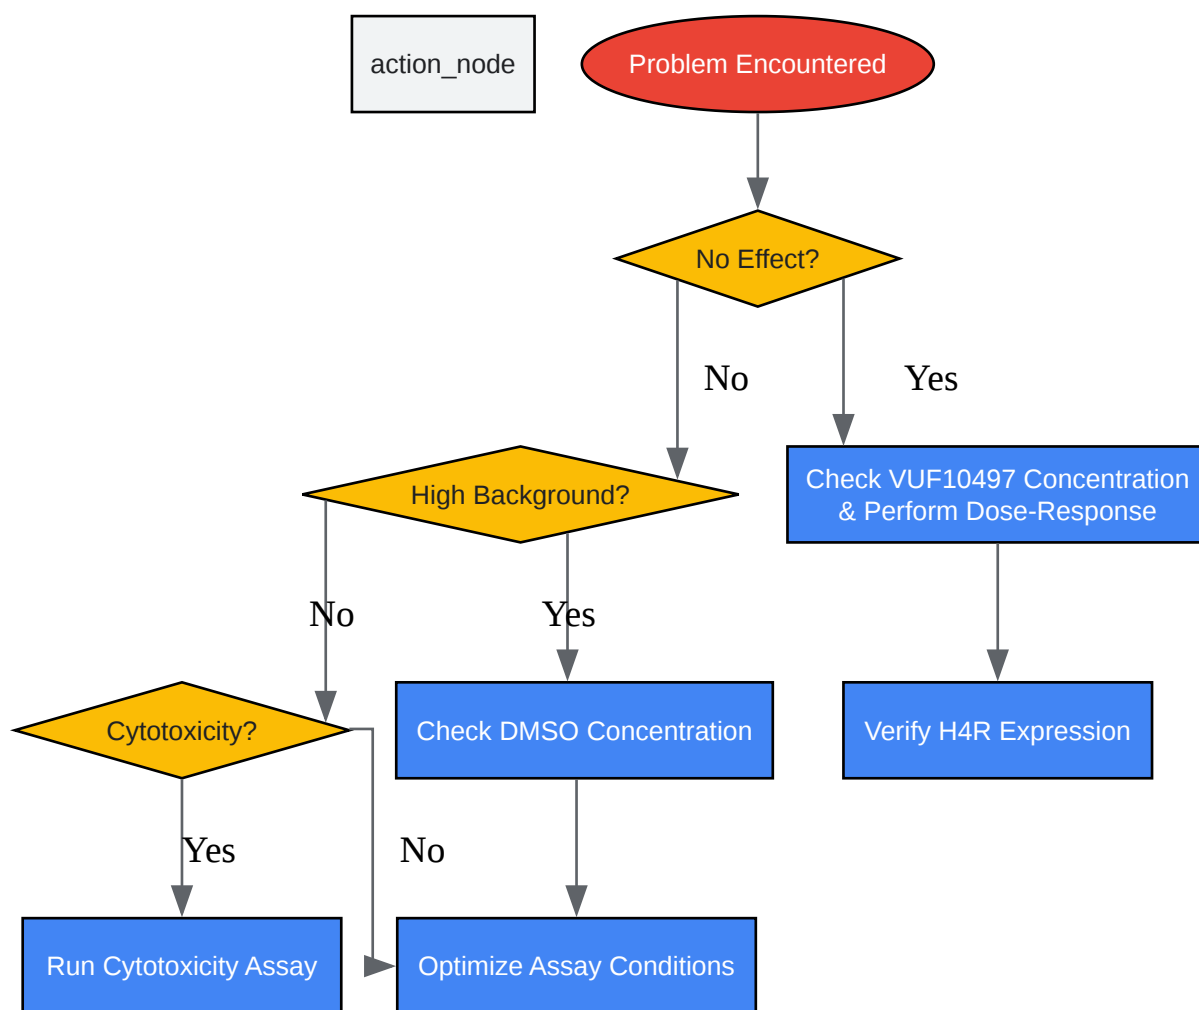 action_node
Problem Encountered
No Effect?
No
Yes
High Background?
Check VUF10497 Concentration
& Perform Dose-Response
No
Yes
Cytotoxicity?
Check DMSO Concentration
Verify H4R Expression
Yes
No
Run Cytotoxicity Assay
Optimize Assay Conditions